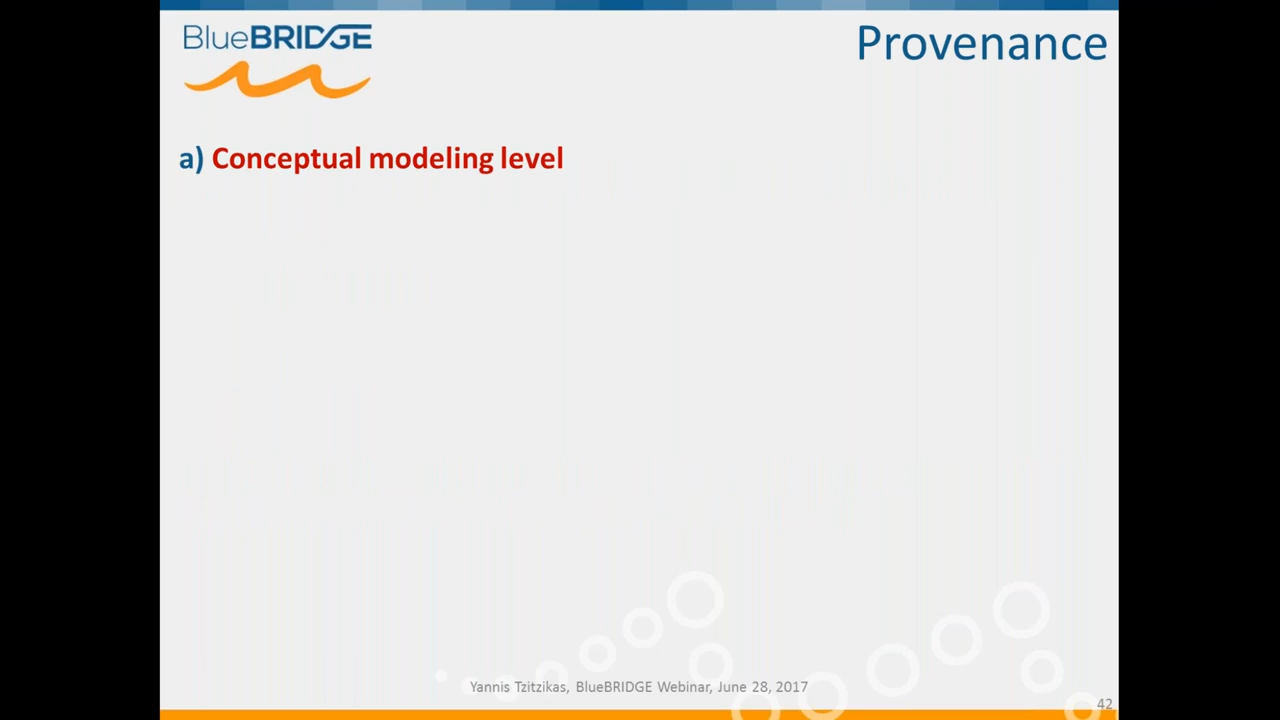 BlueBRIDGE
Provenance
a) Conceptual modeling level
Yannis Tzitzikas, BlueBRIDGE Webinar, June 28, 2017
42